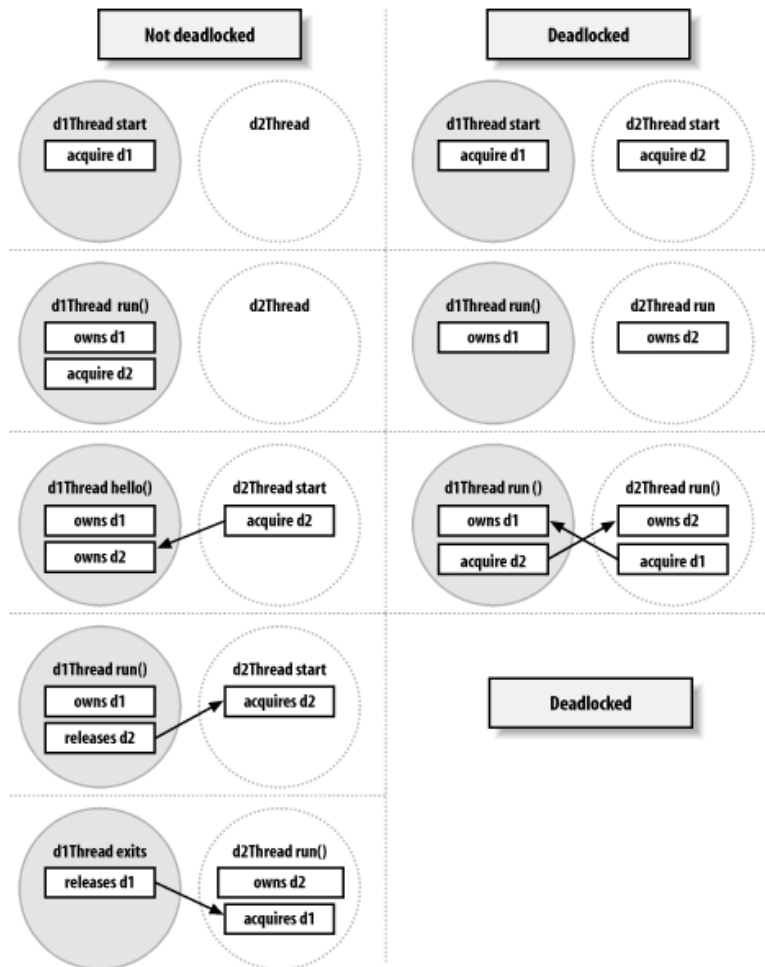 Not deadlocked
Deadlocked
d1Thread start
acquire d1
d2Thread
d1Thread start
acquire d1
d2Thread start
acquire d2
d1Thread run()
owns d1
acquire d2
d2Thread
d1Thread run()
owns d1
d2Thread run
owns d2
d1Thread hello()
owns d1
owns d2
d2Thread start
acquire d2
d1Thread run ()
owns d1
acquire d2
d2Thread run()
owns d2
acquire d1
d1Thread run()
owns d1
releases d2
d2Thread start
acquires d2
Deadlocked
d1Thread exits
releases d1
d2Thread run()
owns d2
acquires d1